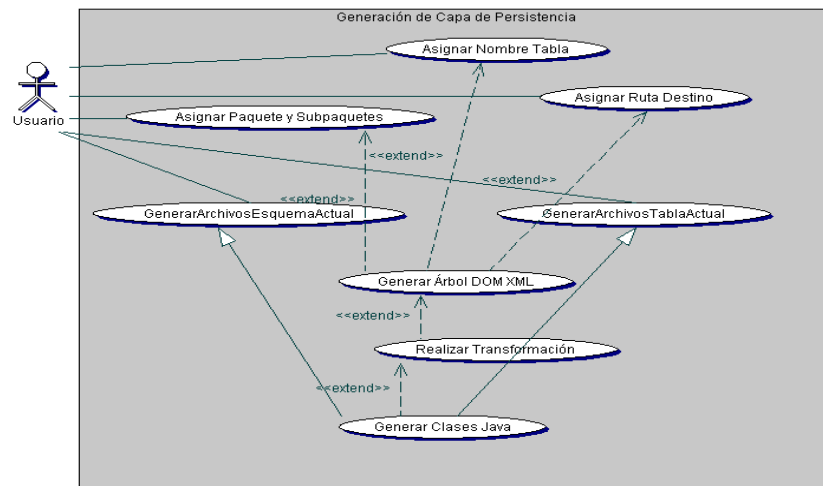 Generación de Capa de Persistencia
Asignar Nombre Tabla
Asignar Ruta Destino
Usuario
Asignar Paquete y Subpaquetes
<<extend>>
<<extend>>
<<extend>>
GenerarArchivosEsquemaActual
GenerarArchivosTablaActual
Generar Árbol DOM XML
<<extend>>
Realizar Transformación
<<extend>>
Generar Clases Java